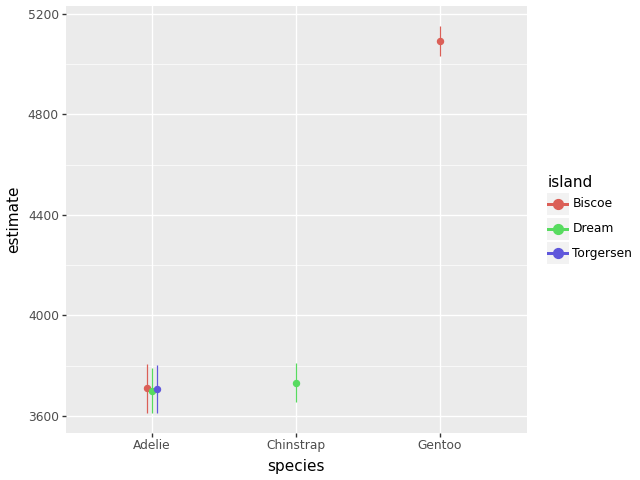 5200
4800
4400
4000
3600
estimate
Adelie
Chinstrap
Gentoo
species
island
Biscoe
Dream
Torgersen